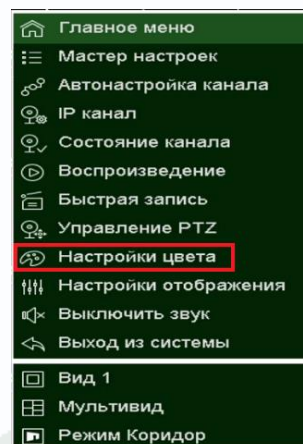 Главное меню
Мастер настроек
Автонастройка канала
IP канал
Состояние канала
Воспроизведение
Быстрая запись
Управление PTZ
Настройки цвета
Настройки отображения
Выключить звук
Выход из системы
Вид 1
Мультивид
Режим Коридор